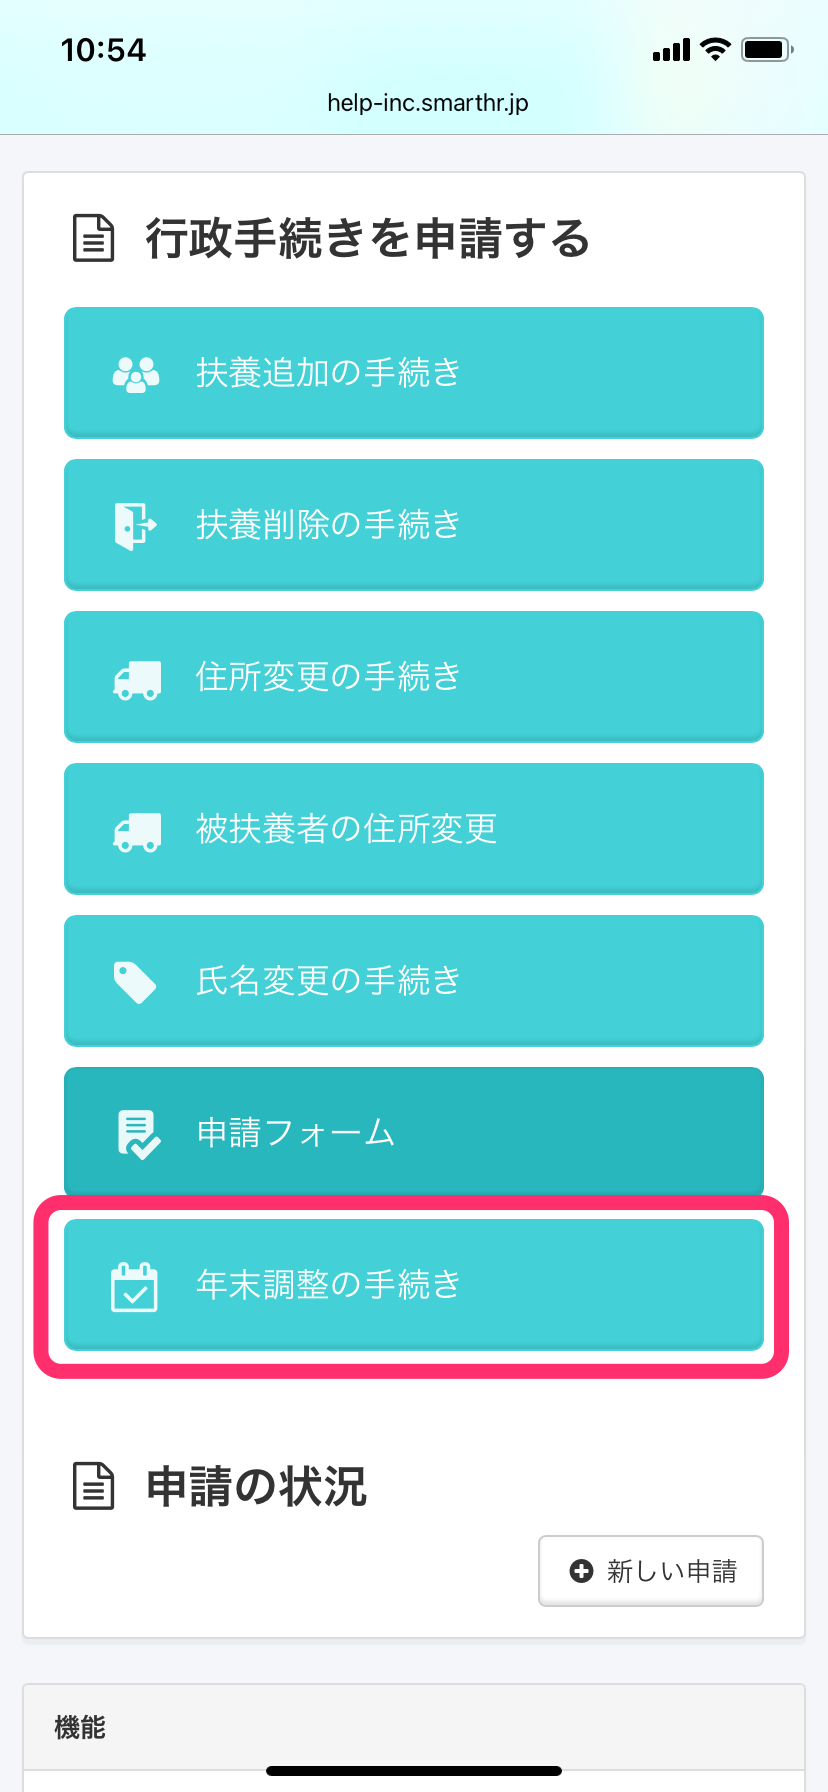 10:54
help-inc.smarthr.jp
行政手続きを申請する
扶養追加の手続き
扶養削除の手続き
住所変更の手続き
被扶養者の住所変更
氏名変更の手続き
申請フォーム
年末調整の手続き
申請の状況
新しい申請
機能